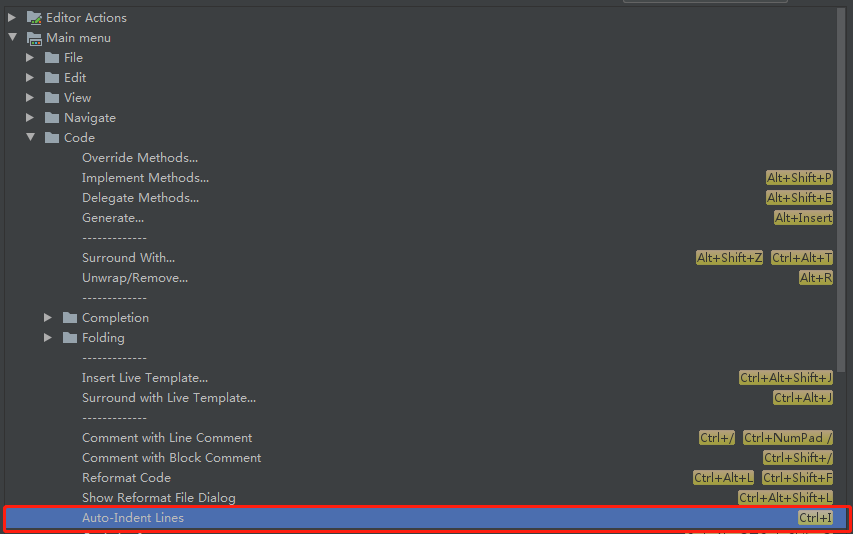 Editor Actions
Main menu
File
Edit
View
Navigate
Code
Override Methods...
Implement Methods... Alt+Shift+P
Delegate Methods... Alt+Shift+E
Generate... Alt+Insert
-------------
Surround With... Alt+Shift+Z Ctrl+Alt+T
Unwrap/Remove... Alt+R
-------------
Completion
Folding
-------------
Insert Live Template... Ctrl+Alt+Shift+J
Surround with Live Template... Ctrl+Alt+J
-------------
Comment with Line Comment Ctrl+/ Ctrl+NumPad /
Comment with Block Comment Ctrl+Shift+/
Reformat Code Ctrl+Alt+L Ctrl+Shift+F
Show Reformat File Dialog Ctrl+Alt+Shift+L
Auto-Indent Lines Ctrl+I